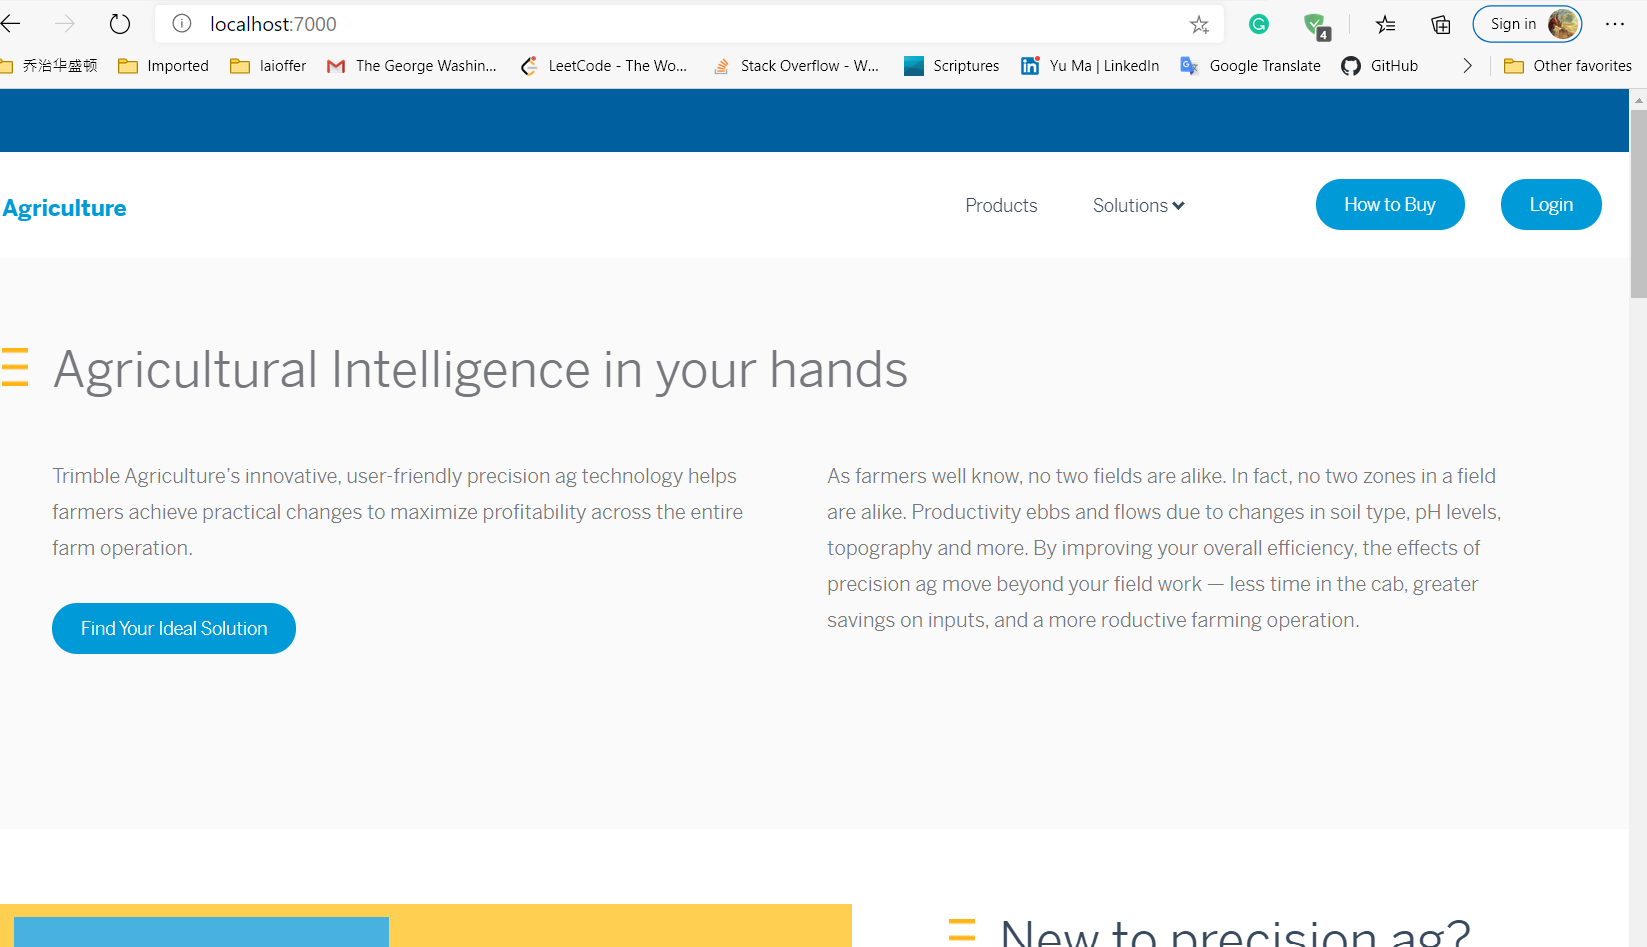 localhost:7000
4
Sign in
乔治华盛顿 Imported laioffer The George Washin... LeetCode - The Wo... Stack Overflow - W... Scriptures Yu Ma | LinkedIn Google Translate GitHub Other favorites
Agriculture Products Solutions How to Buy Login
Agricultural Intelligence in your hands
Trimble Agriculture's innovative, user-friendly precision ag technology helps
farmers achieve practical changes to maximize profitability across the entire
farm operation.
Find Your Ideal Solution
As farmers well know, no two fields are alike. In fact, no two zones in a field
are alike. Productivity ebbs and flows due to changes in soil type, pH levels,
topography and more. By improving your overall efficiency, the effects of
precision ag move beyond your field work — less time in the cab, greater
savings on inputs, and a more roductive farming operation.
New to precision ag?